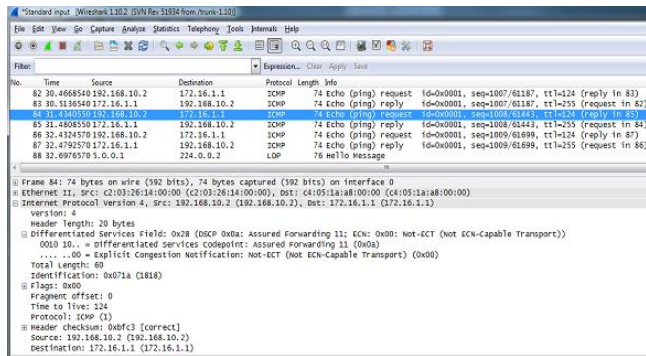 *Standard input [Wireshark 1.10.2 (SVN Rev 51934 from /trunk-1.10)]
File Edit View Go Capture Analyze Statistics Telephony Tools Internals Help
Filter: Expression... Clear Apply Save
No. Time Source Destination Protocol Length Info
82 30.4668540 192.168.10.2 172.16.1.1 ICMP 74 Echo (ping) request id=0x0001, seq=1007/61187, ttl=124 (reply in 83)
83 30.5136540 172.16.1.1 192.168.10.2 ICMP 74 Echo (ping) reply id=0x0001, seq=1007/61187, ttl=255 (request in 82)
84 31.4340550 192.168.10.2 172.16.1.1 ICMP 74 Echo (ping) request id=0x0001, seq=1008/61443, ttl=124 (reply in 85)
85 31.4808550 172.16.1.1 192.168.10.2 ICMP 74 Echo (ping) reply id=0x0001, seq=1008/61443, ttl=255 (request in 84)
86 32.4324570 192.168.10.2 172.16.1.1 ICMP 74 Echo (ping) request id=0x0001, seq=1009/61699, ttl=124 (reply in 87)
87 32.4792570 172.16.1.1 192.168.10.2 ICMP 74 Echo (ping) reply id=0x0001, seq=1009/61699, ttl=255 (request in 86)
88 32.6976570 5.0.0.1 224.0.0.2 LDP 76 Hello Message
Frame 84: 74 bytes on wire (592 bits), 74 bytes captured (592 bits) on interface 0
Ethernet II, Src: c2:03:26:14:00:00 (c2:03:26:14:00:00), Dst: c4:05:1a:a8:00:00 (c4:05:1a:a8:00:00)
Internet Protocol Version 4, Src: 192.168.10.2 (192.168.10.2), Dst: 172.16.1.1 (172.16.1.1)
Version: 4
Header length: 20 bytes
Differentiated Services Field: 0x28 (DSCP 0x0a: Assured Forwarding 11; ECN: 0x00: Not-ECT (Not ECN-Capable Transport))
0010 10.. = Differentiated Services Codepoint: Assured Forwarding 11 (0x0a)
.... ..00 = Explicit Congestion Notification: Not-ECT (Not ECN-Capable Transport) (0x00)
Total Length: 60
Identification: 0x071a (1818)
Flags: 0x00
Fragment offset: 0
Time to live: 124
Protocol: ICMP (1)
Header checksum: 0xbfc3 [correct]
Source: 192.168.10.2 (192.168.10.2)
Destination: 172.16.1.1 (172.16.1.1)